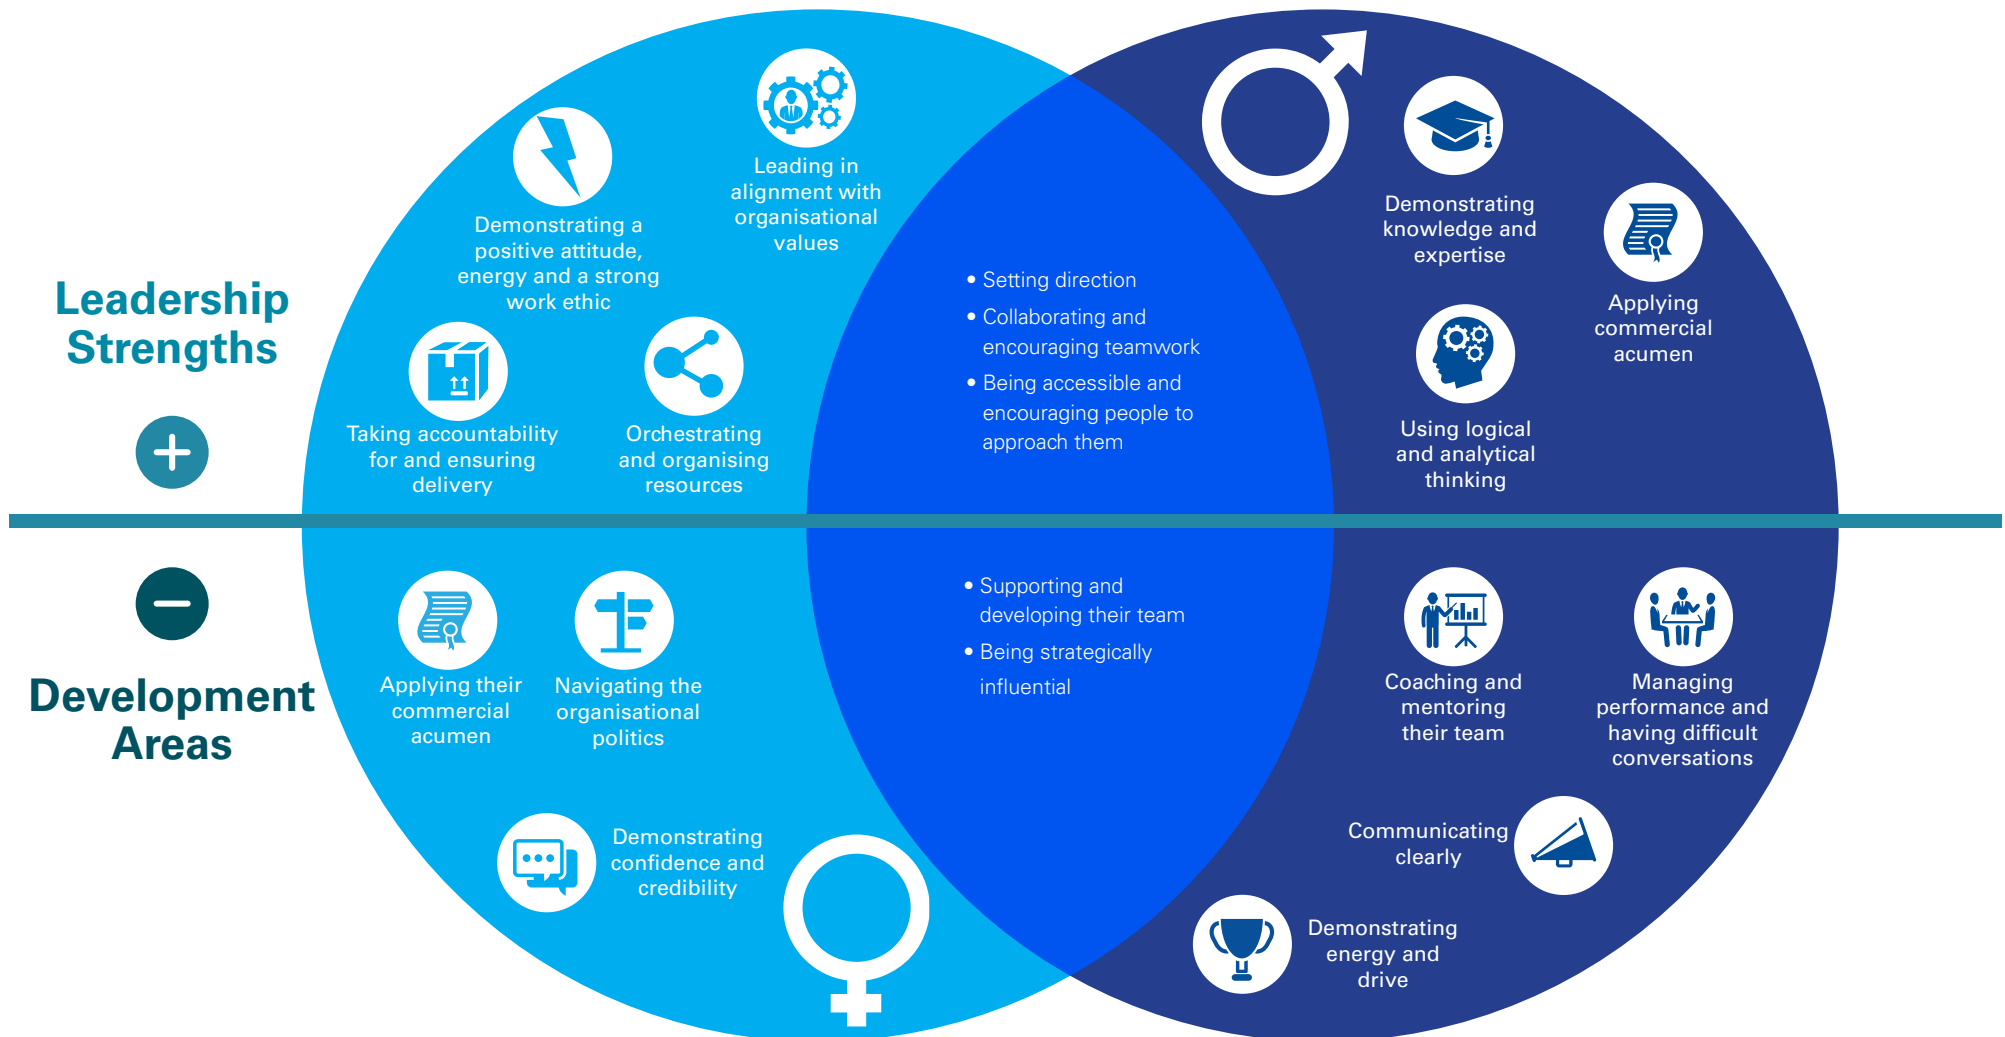 Leadership
Strengths
Demonstrating a
positive attitude,
energy and a strong
work ethic
Leading in
alignment with
organisational
values
Taking accountability
for and ensuring
delivery
Orchestrating
and organising
resources
• Setting direction
• Collaborating and
encouraging teamwork
• Being accessible and
encouraging people to
approach them
Demonstrating
knowledge and
expertise
Applying
commercial
acumen
Using logical
and analytical
thinking
Development
Areas
Applying their
commercial
acumen
Navigating the
organisational
politics
Demonstrating
confidence and
credibility
• Supporting and
developing their team
• Being strategically
influential
Coaching and
mentoring
their team
Managing
performance and
having difficult
conversations
Communicating
clearly
Demonstrating
energy and
drive